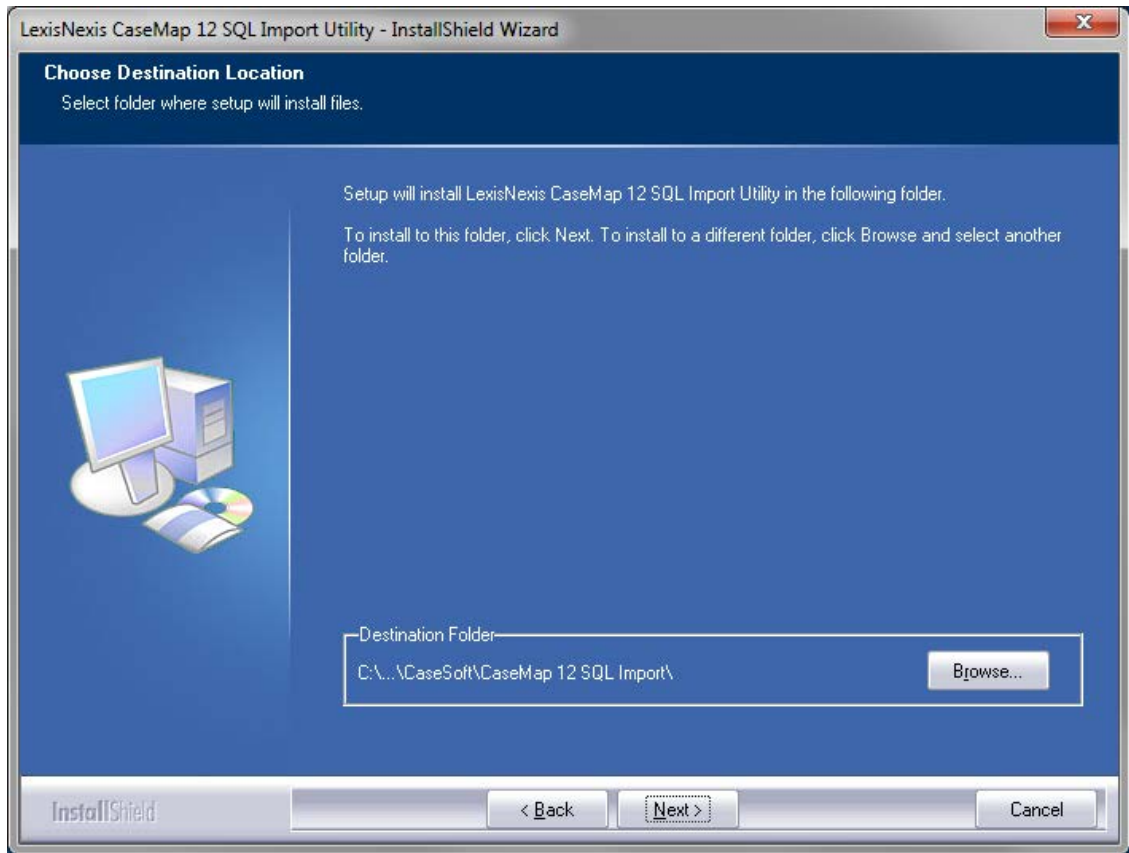 LexisNexis CaseMap 12 SQL Import Utility - InstallShield Wizard
Choose Destination Location
Select folder where setup will install files.
Setup will install LexisNexis CaseMap 12 SQL Import Utility in the following folder.
To install to this folder, click Next. To install to a different folder, click Browse and select another
folder.
Destination Folder
C:\...\CaseSoft\CaseMap 12 SQL Import\
Browse...
InstallShield
< Back
Next >
Cancel